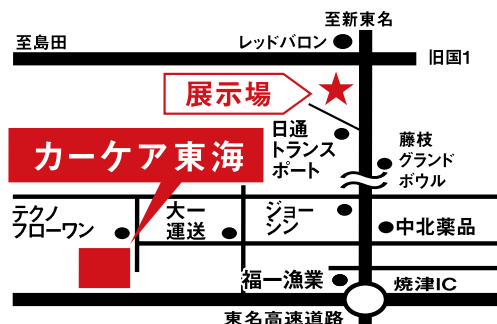 至新東名
至島田
レッドバロン
旧国1
展示場
日通
トランス
ポート
藤枝
グランド
ボウル
カーケア東海
テクノ
フローワン
大一
運送
ジョー
シン
中北薬品
福一漁業
焼津IC
東名高速道路